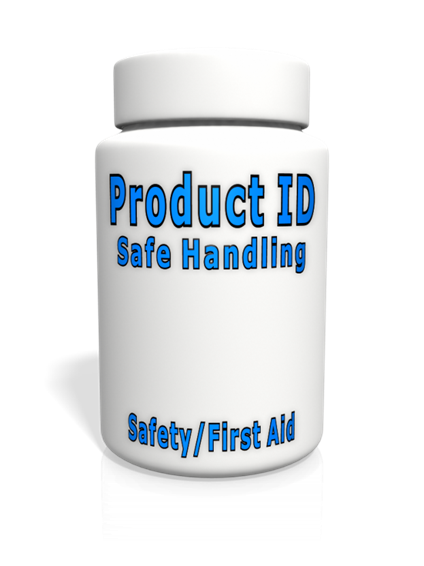 Product ID
Safe Handling
Safety/First Aid